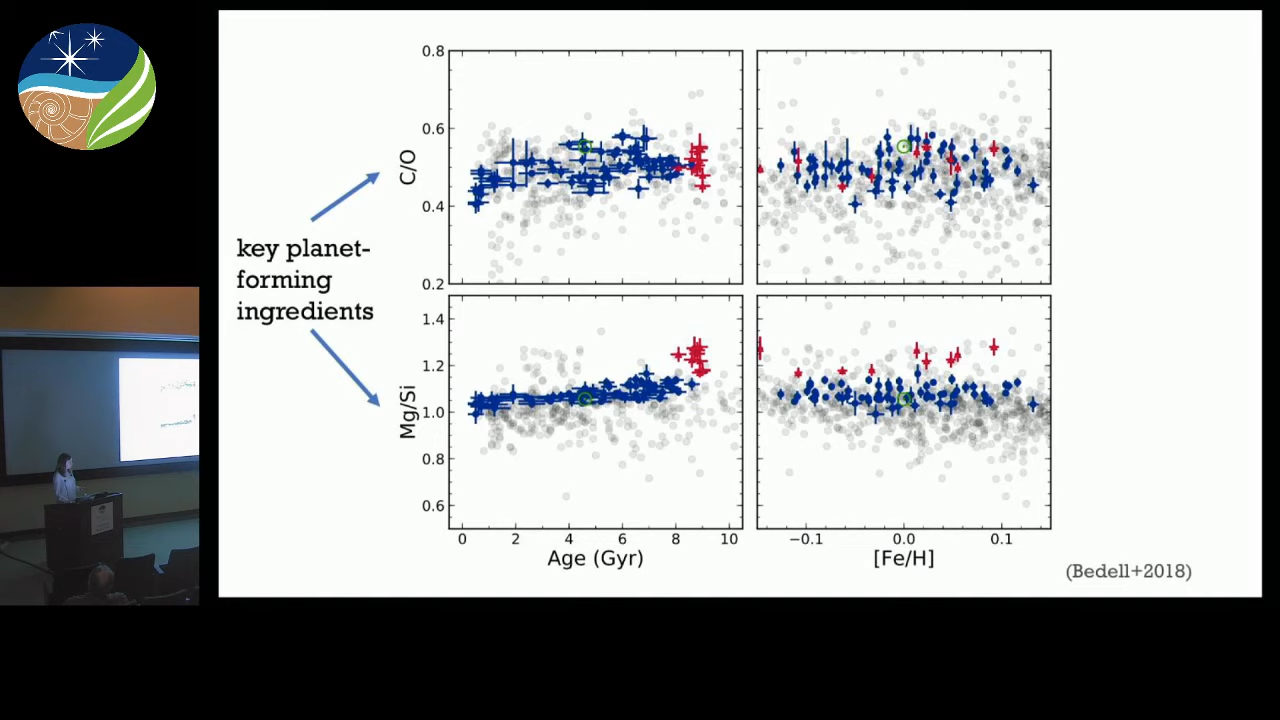 0.8
0.6
C/O
0.4
0.2
key planet-
forming
ingredients
1.4
1.2
1.0
Mg/Si
0.8
0.6
0 2 4 6 8 10
−0.1 0.0 0.1
Age (Gyr)
[Fe/H]
(Bedell+2018)